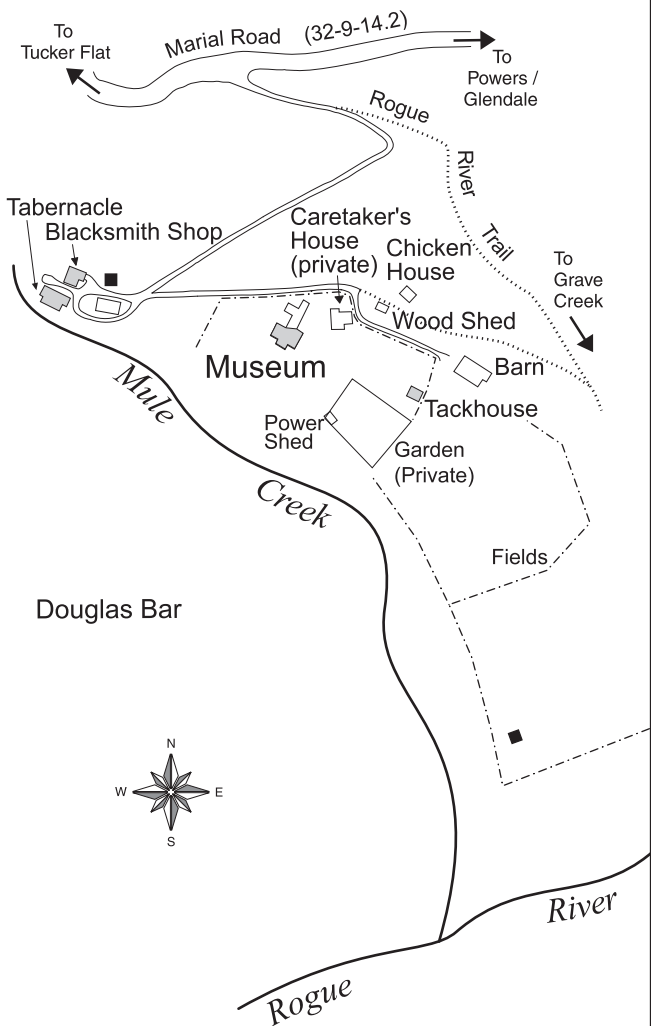 To
Tucker Flat
Marial Road (32-9-14.2)
To
Powers /
Glendale
Rogue
River
Trail
Tabernacle
Blacksmith Shop
Caretaker's
House
(private)
Chicken
House
To
Grave
Creek
Wood Shed
Museum
Barn
Mule
Creek
Tackhouse
Power
Shed
Garden
(Private)
Fields
Douglas Bar
N
W E
S
River
Rogue